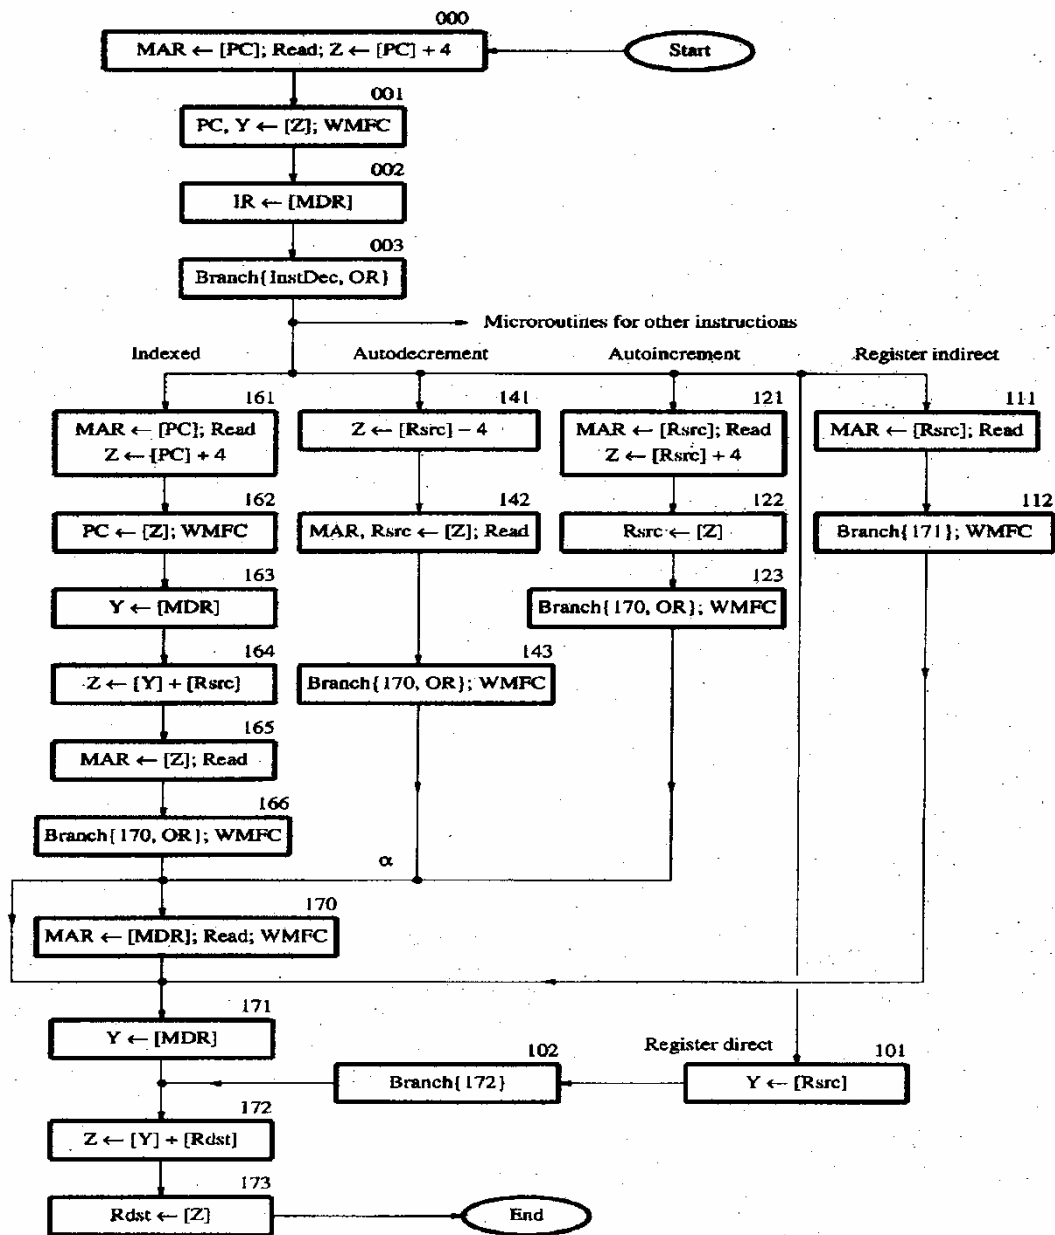 000
MAR ← [PC]; Read; Z ← [PC] + 4
Start
001
PC, Y ← [Z]; WMFC
002
IR ← [MDR]
003
Branch{InstDec, OR}
Microroutines for other instructions
Indexed
Autodecrement
Autoincrement
Register indirect
161
MAR ← [PC]; Read
Z ← [PC] + 4
141
Z ← [Rsrc] − 4
121
MAR ← [Rsrc]; Read
Z ← [Rsrc] + 4
111
MAR ← [Rsrc]; Read
162
PC ← [Z]; WMFC
142
MAR, Rsrc ← [Z]; Read
122
Rsrc ← [Z]
112
Branch{171}; WMFC
163
Y ← [MDR]
123
Branch{170, OR}; WMFC
164
Z ← [Y] + [Rsrc]
143
Branch{170, OR}; WMFC
165
MAR ← [Z]; Read
166
Branch{170, OR}; WMFC
α
170
MAR ← [MDR]; Read; WMFC
171
Y ← [MDR]
Register direct
102
Branch{172}
101
Y ← [Rsrc]
172
Z ← [Y] + [Rdst]
173
Rdst ← [Z]
End